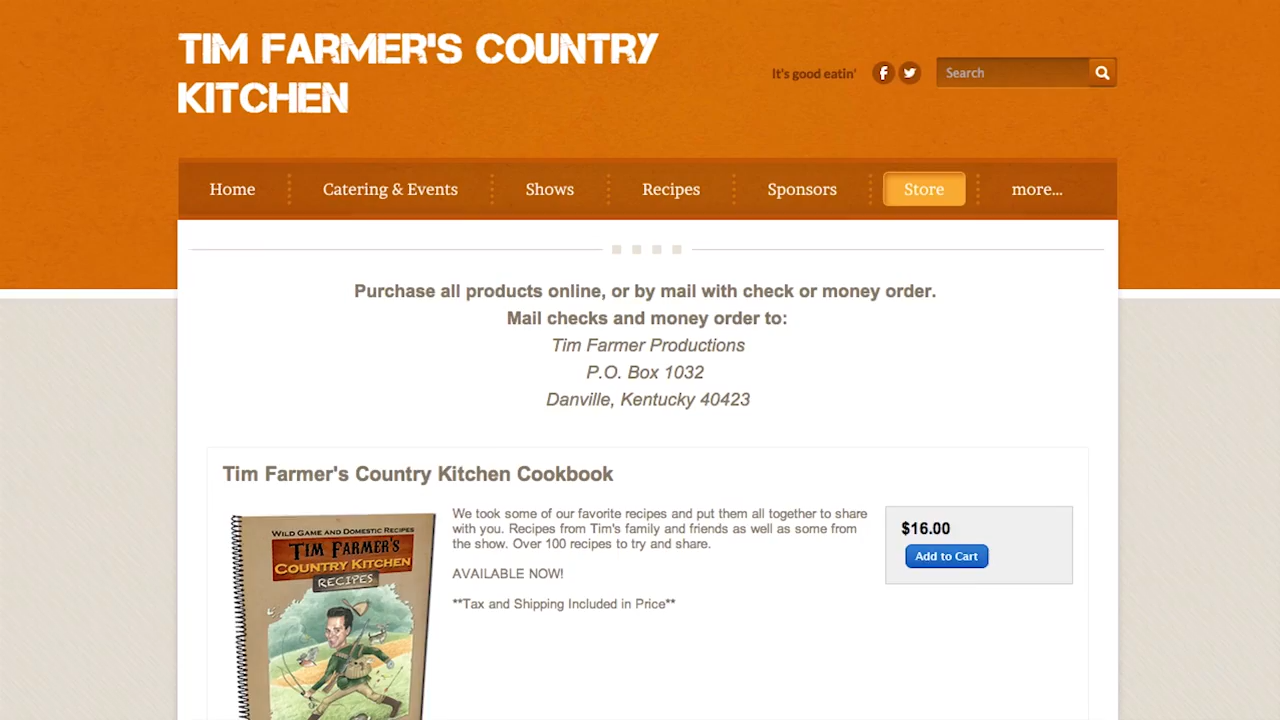 TIM FARMER'S COUNTRY
KITCHEN
It's good eatin'
Search
Home
Catering & Events
Shows
Recipes
Sponsors
Store
more...
Purchase all products online, or by mail with check or money order.
Mail checks and money order to:
Tim Farmer Productions
P.O. Box 1032
Danville, Kentucky 40423
Tim Farmer's Country Kitchen Cookbook
We took some of our favorite recipes and put them all together to share
with you. Recipes from Tim's family and friends as well as some from
the show. Over 100 recipes to try and share.
AVAILABLE NOW!
**Tax and Shipping Included in Price**
$16.00
Add to Cart
WILD GAME AND DOMESTIC RECIPES
TIM FARMER'S
COUNTRY KITCHEN
RECIPES